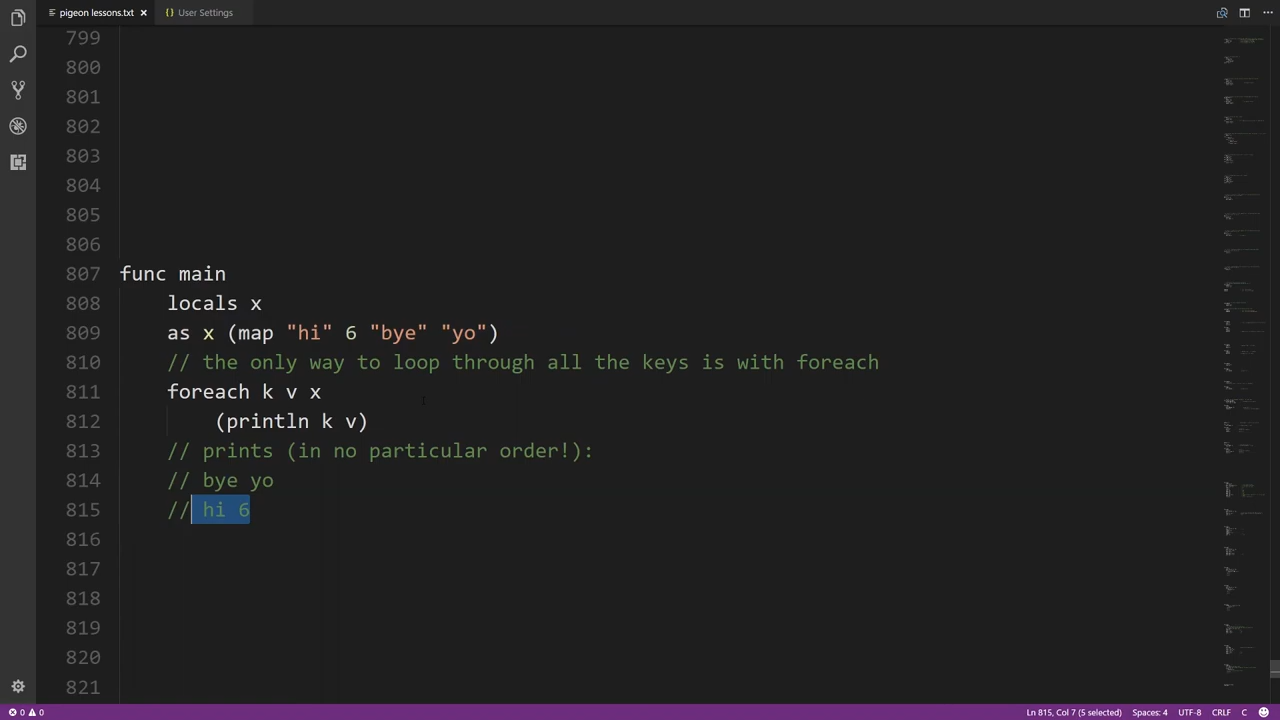 pigeon lessons.txt
User Settings
799
800
801
802
803
804
805
806
807 func main
808 locals x
809 as x (map "hi" 6 "bye" "yo")
810 // the only way to loop through all the keys is with foreach
811 foreach k v x
812 (println k v)
813 // prints (in no particular order!):
814 // bye yo
815 // hi 6
816
817
818
819
820
821
0 0 Ln 815, Col 7 (5 selected) Spaces: 4 UTF-8 CRLF C